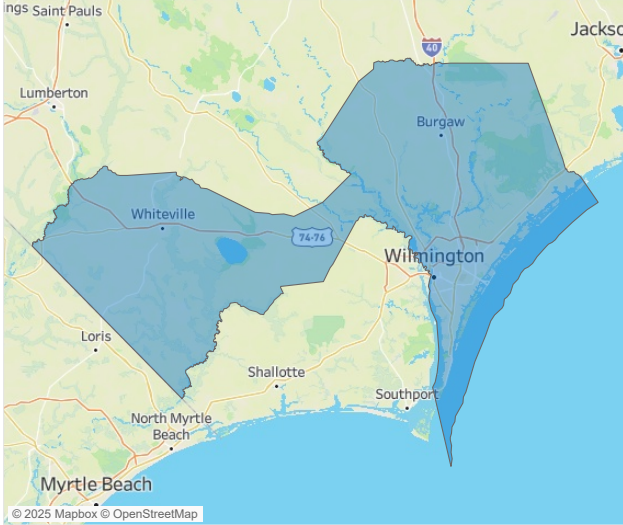 ngs
Saint Pauls
Jackso
40
Lumberton
Burgaw
Whiteville
74-76
Wilmington
Loris
Shallotte
Southport
North Myrtle
Beach
Myrtle Beach
© 2025 Mapbox © OpenStreetMap